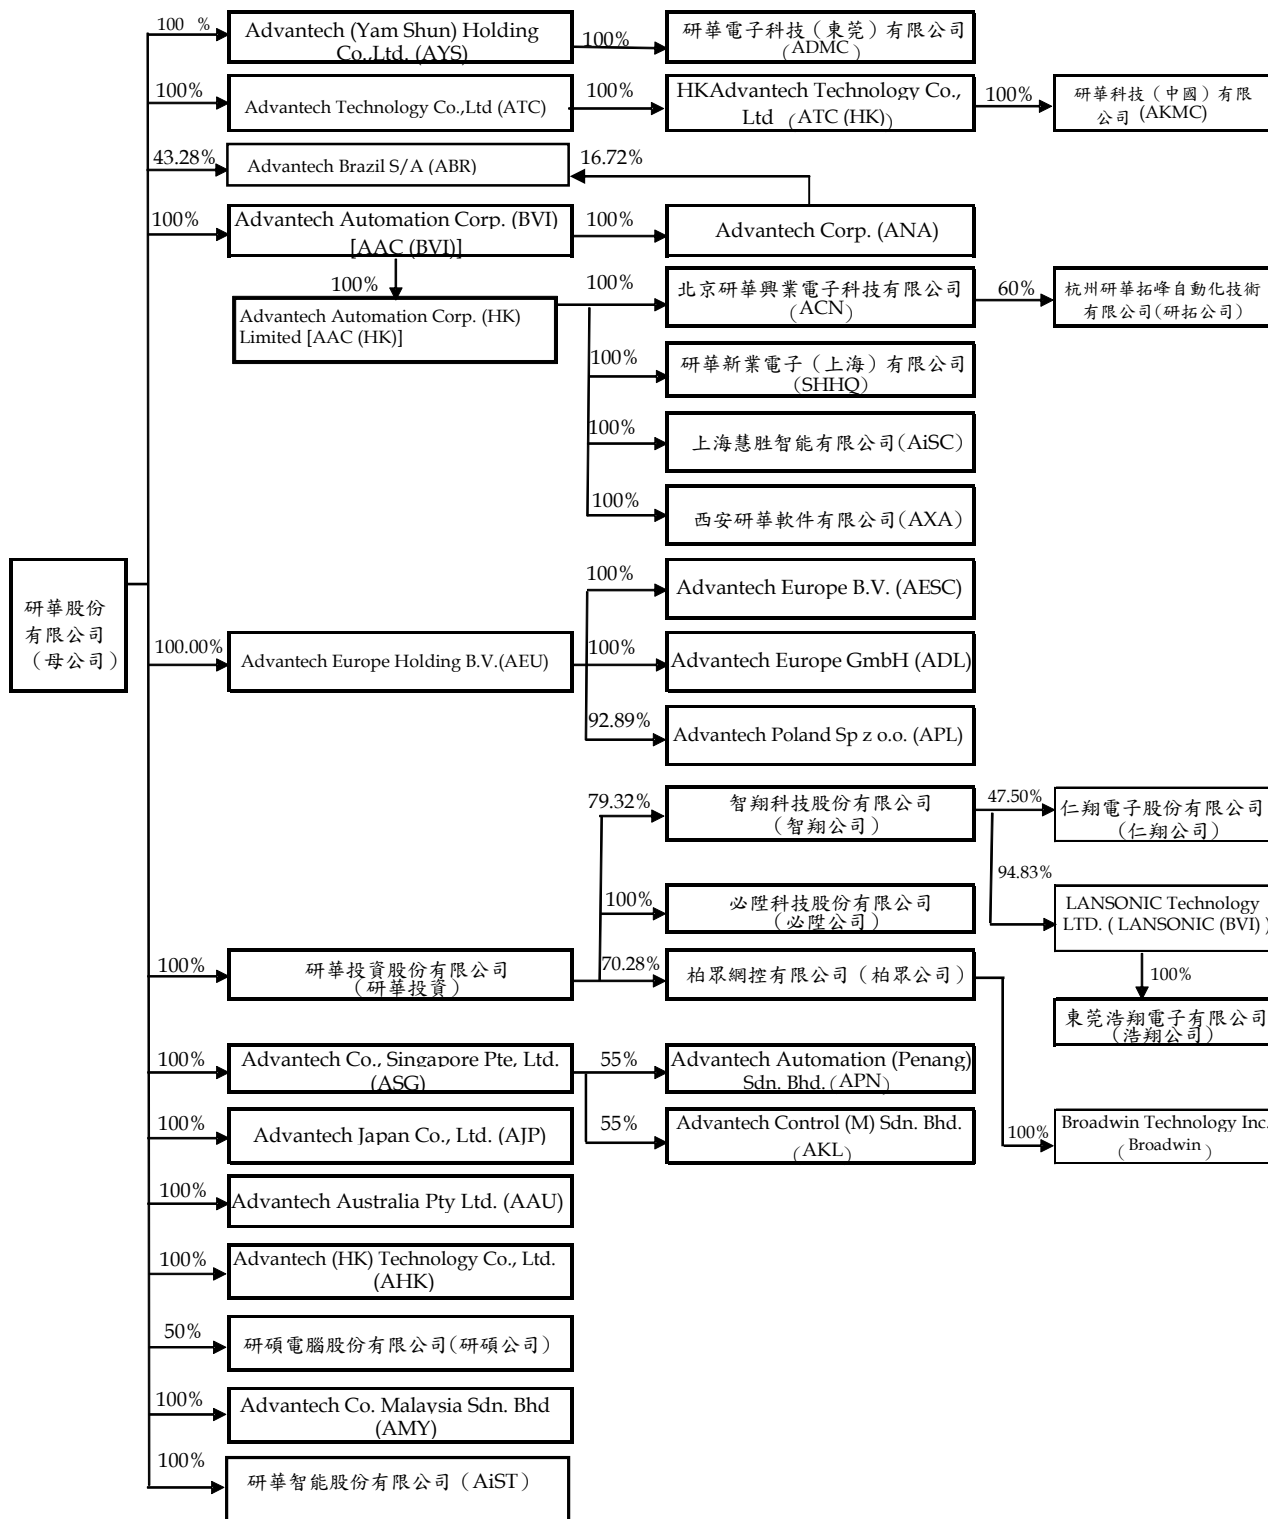 100 %
Advantech (Yam Shun) Holding
Co.,Ltd. (AYS)
100%
研華電子科技（東莞）有限公司
(ADMC)
100%
Advantech Technology Co.,Ltd (ATC)
100%
HKAdvantech Technology Co.,
Ltd (ATC (HK))
100%
研華科技（中國）有限
公司 (AKMC)
43.28%
Advantech Brazil S/A (ABR)
16.72%
100%
Advantech Automation Corp. (BVI)
[AAC (BVI)]
100%
Advantech Corp. (ANA)
100%
Advantech Automation Corp. (HK)
Limited [AAC (HK)]
100%
北京研華興業電子科技有限公司
(ACN)
60%
杭州研華拓峰自動化技術
有限公司(研拓公司)
100%
研華新業電子（上海）有限公司
(SHHQ)
100%
上海慧胜智能有限公司(AiSC)
100%
西安研華軟件有限公司(AXA)
研華股份
有限公司
（母公司）
100.00%
Advantech Europe Holding B.V.(AEU)
100%
Advantech Europe B.V. (AESC)
100%
Advantech Europe GmbH (ADL)
92.89%
Advantech Poland Sp z o.o. (APL)
100%
研華投資股份有限公司
(研華投資)
79.32%
智翔科技股份有限公司
(智翔公司)
47.50%
仁翔電子股份有限公司
(仁翔公司)
94.83%
LANSONIC Technology
LTD. ( LANSONIC (BVI) )
100%
東莞浩翔電子有限公司
(浩翔公司)
100%
必陞科技股份有限公司
(必陞公司)
70.28%
柏眾網控有限公司（柏眾公司）
100%
Broadwin Technology Inc.
( Broadwin )
100%
Advantech Co., Singapore Pte, Ltd.
(ASG)
55%
Advantech Automation (Penang)
Sdn. Bhd. (APN)
55%
Advantech Control (M) Sdn. Bhd.
(AKL)
100%
Advantech Japan Co., Ltd. (AJP)
100%
Advantech Australia Pty Ltd. (AAU)
100%
Advantech (HK) Technology Co., Ltd.
(AHK)
50%
研碩電腦股份有限公司(研碩公司)
100%
Advantech Co. Malaysia Sdn. Bhd
(AMY)
100%
研華智能股份有限公司（AiST）